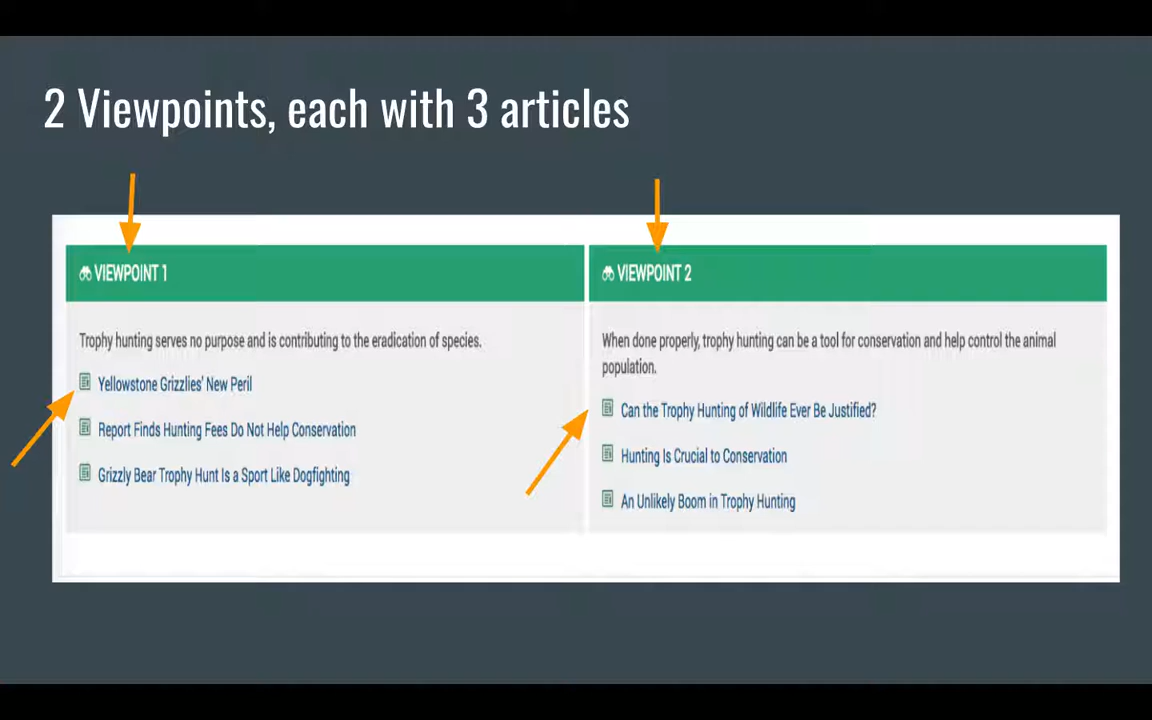 2 Viewpoints, each with 3 articles
VIEWPOINT 1
Trophy hunting serves no purpose and is contributing to the eradication of species.
Yellowstone Grizzlies' New Peril
Report Finds Hunting Fees Do Not Help Conservation
Grizzly Bear Trophy Hunt Is a Sport Like Dogfighting
VIEWPOINT 2
When done properly, trophy hunting can be a tool for conservation and help control the animal
population.
Can the Trophy Hunting of Wildlife Ever Be Justified?
Hunting Is Crucial to Conservation
An Unlikely Boom in Trophy Hunting